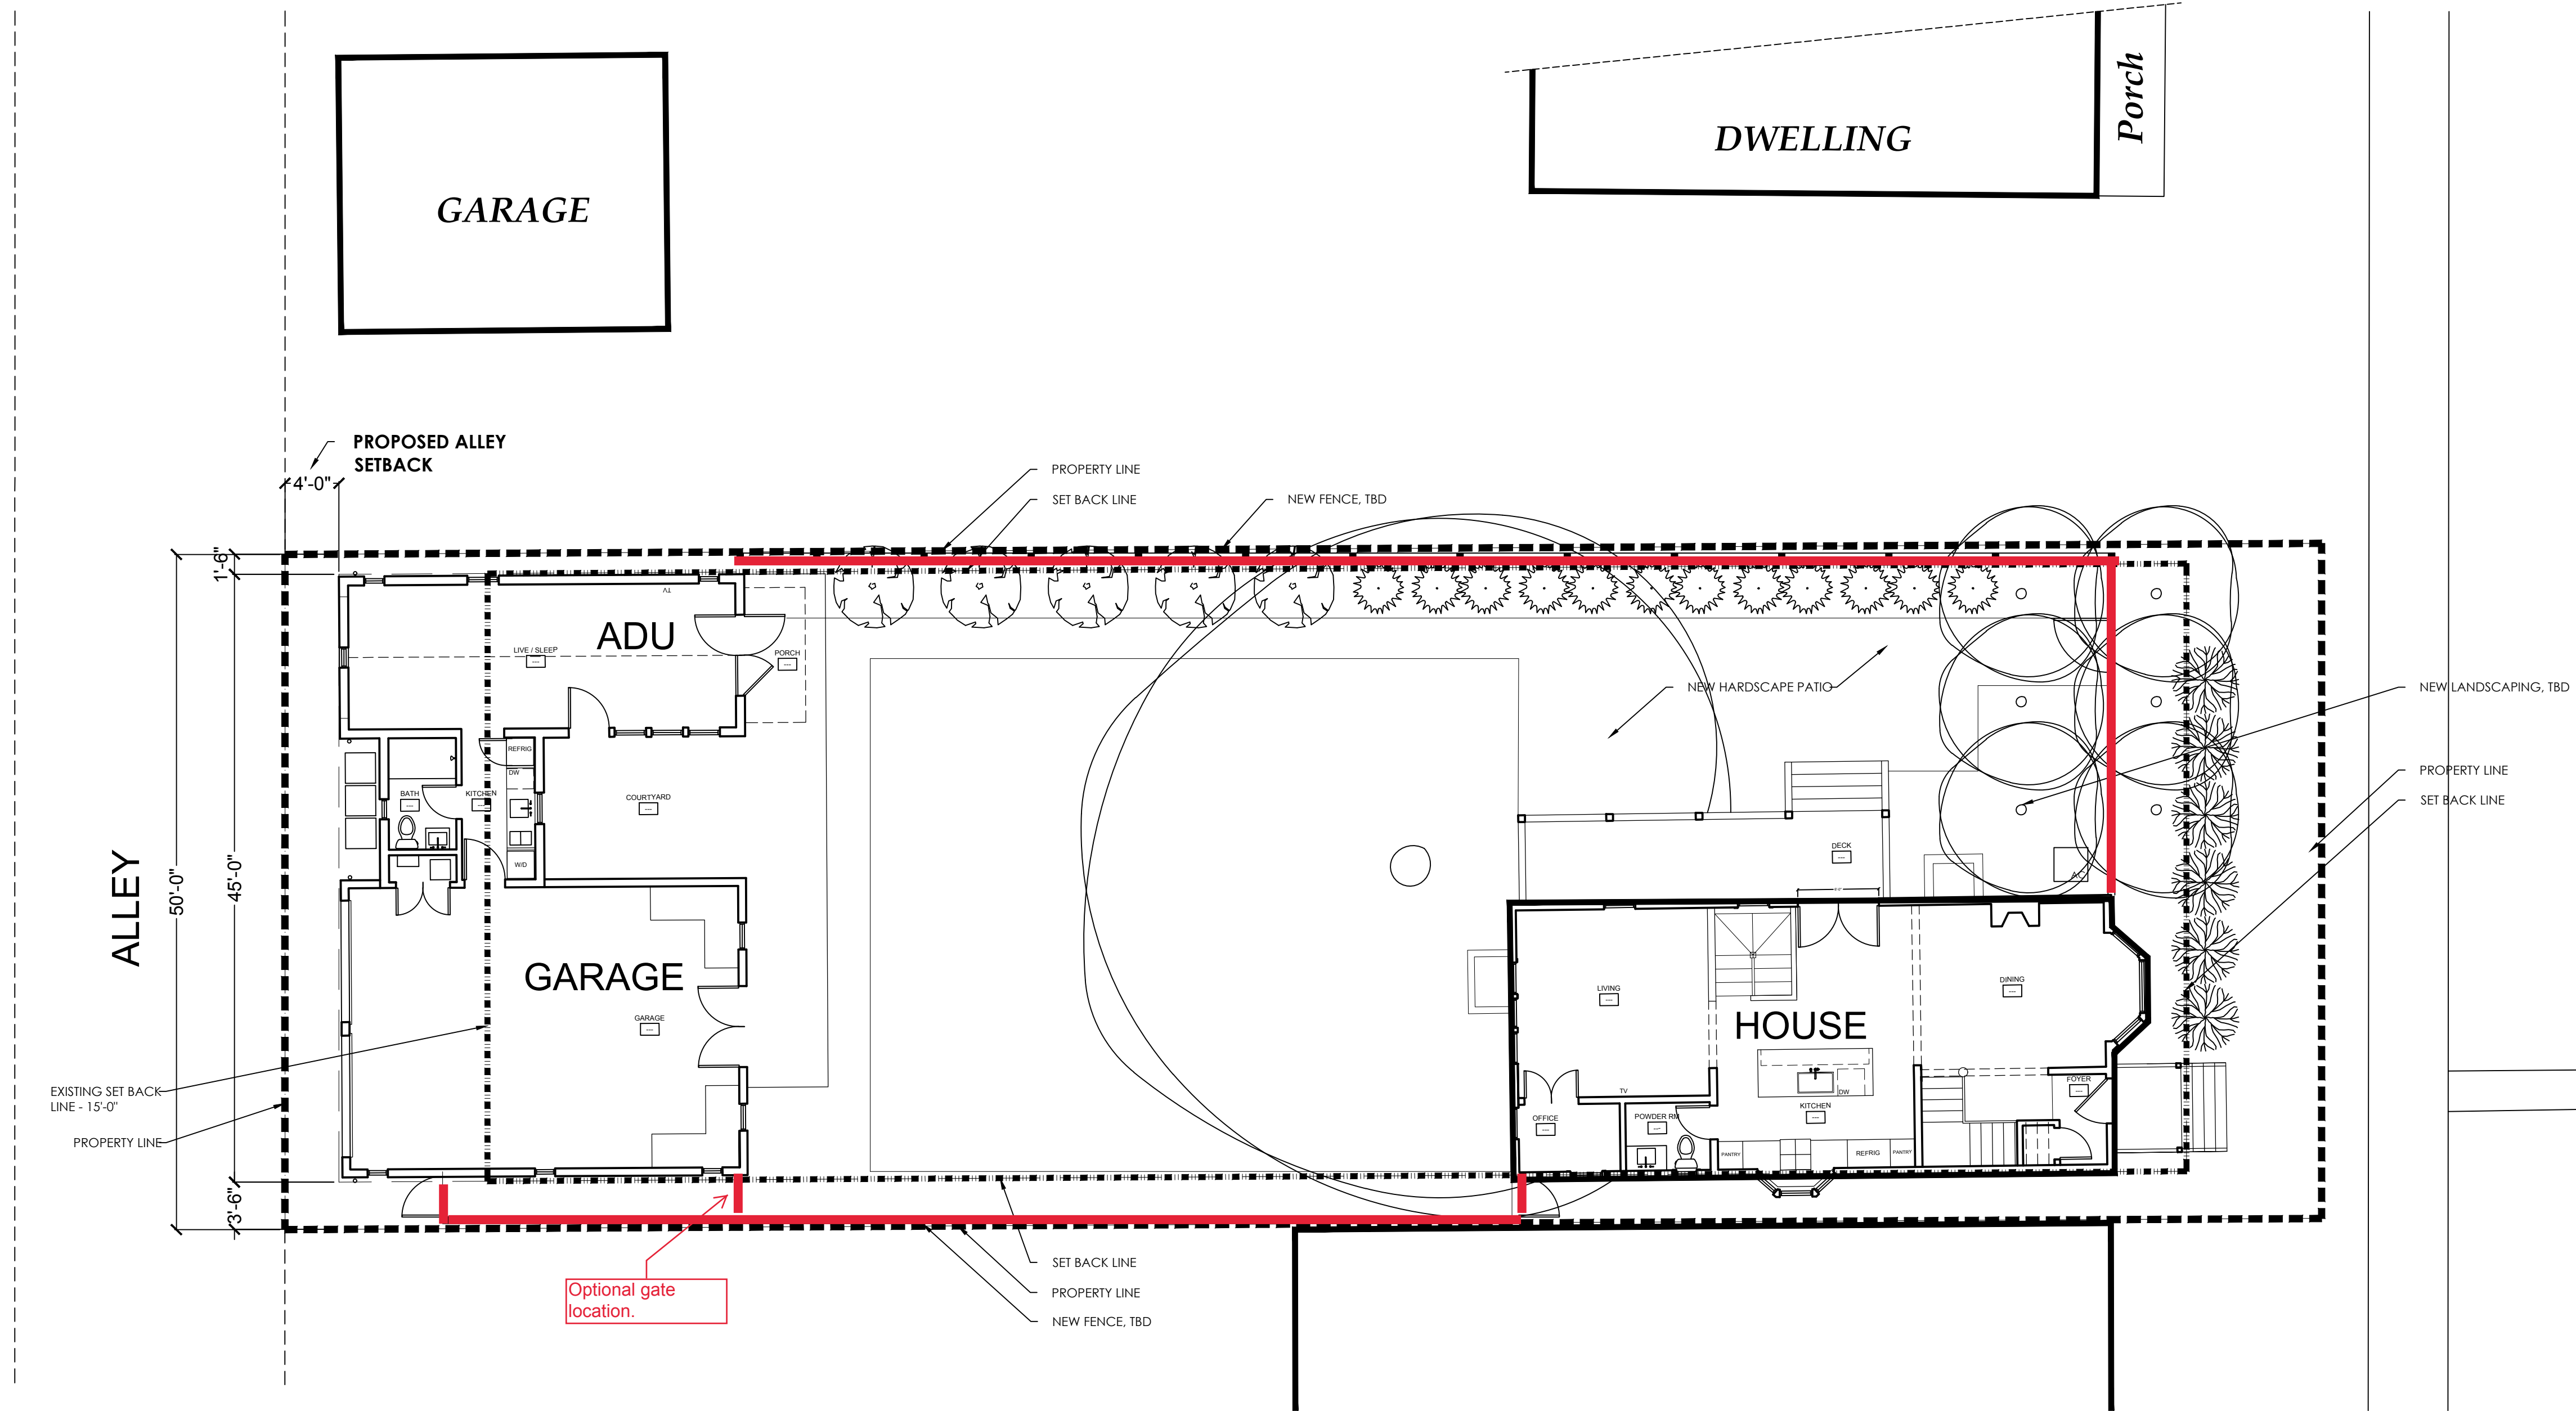 Porch
DWELLING
GARAGE
PROPOSED ALLEY
SETBACK
4'-0"
PROPERTY LINE
SET BACK LINE
NEW FENCE, TBD
1'-6"
TV
ADU
LIVE / SLEEP
---
PORCH
---
NEW HARDSCAPE PATIO
NEW LANDSCAPING, TBD
REFRIG
DW
PROPERTY LINE
BATH
---
KITCHEN
---
COURTYARD
---
SET BACK LINE
DECK
---
W/D
AC
ALLEY
50'-0"
45'-0"
GARAGE
LIVING
---
DINING
---
GARAGE
---
HOUSE
EXISTING SET BACK
LINE - 15'-0"
TV
DW
FOYER
---
KITCHEN
---
OFFICE
---
POWDER RM
---
PROPERTY LINE
PANTRY
REFRIG
PANTRY
3'-6"
SET BACK LINE
Optional gate
location.
PROPERTY LINE
NEW FENCE, TBD